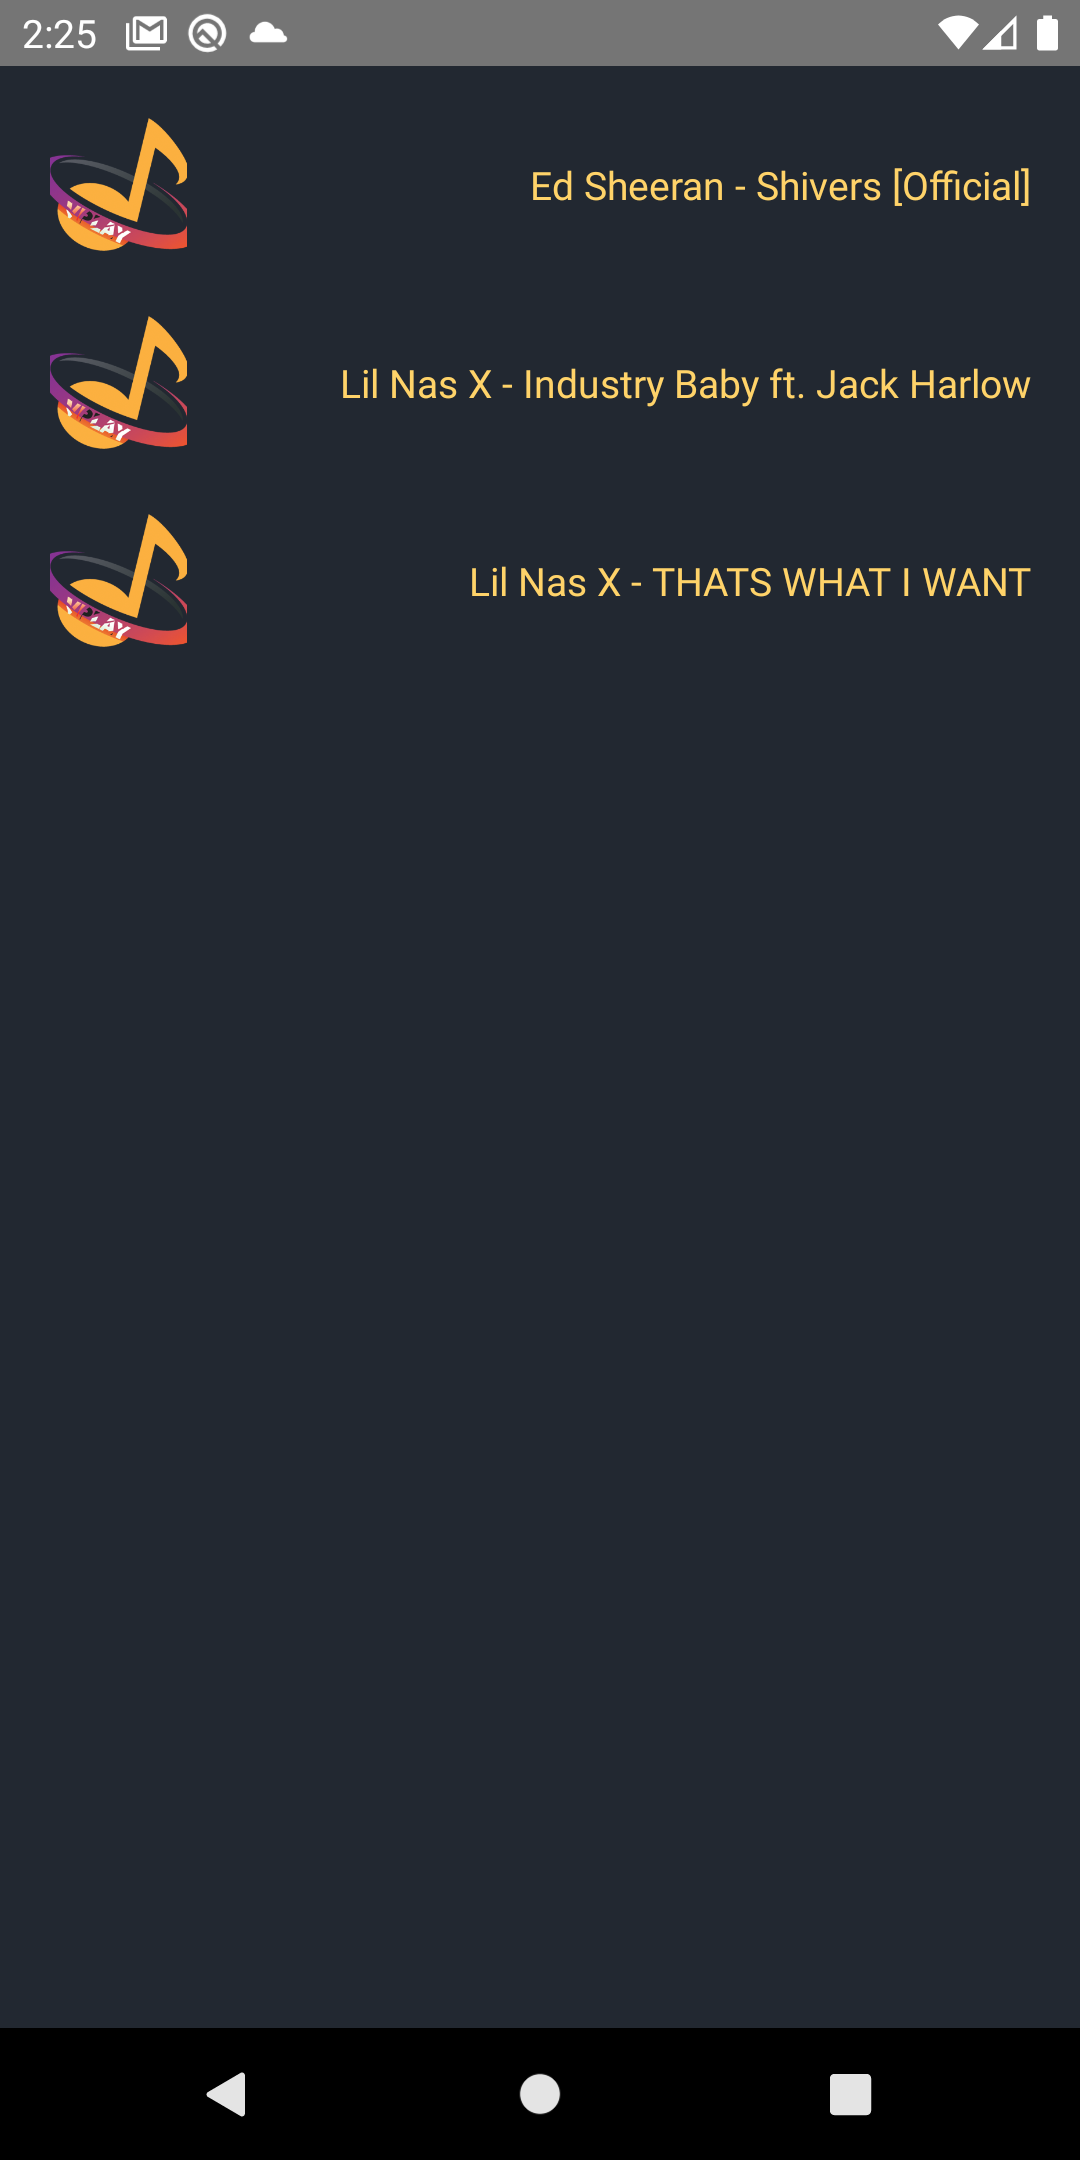 2:25
Ed Sheeran - Shivers [Official]
Lil Nas X - Industry Baby ft. Jack Harlow
Lil Nas X - THATS WHAT I WANT